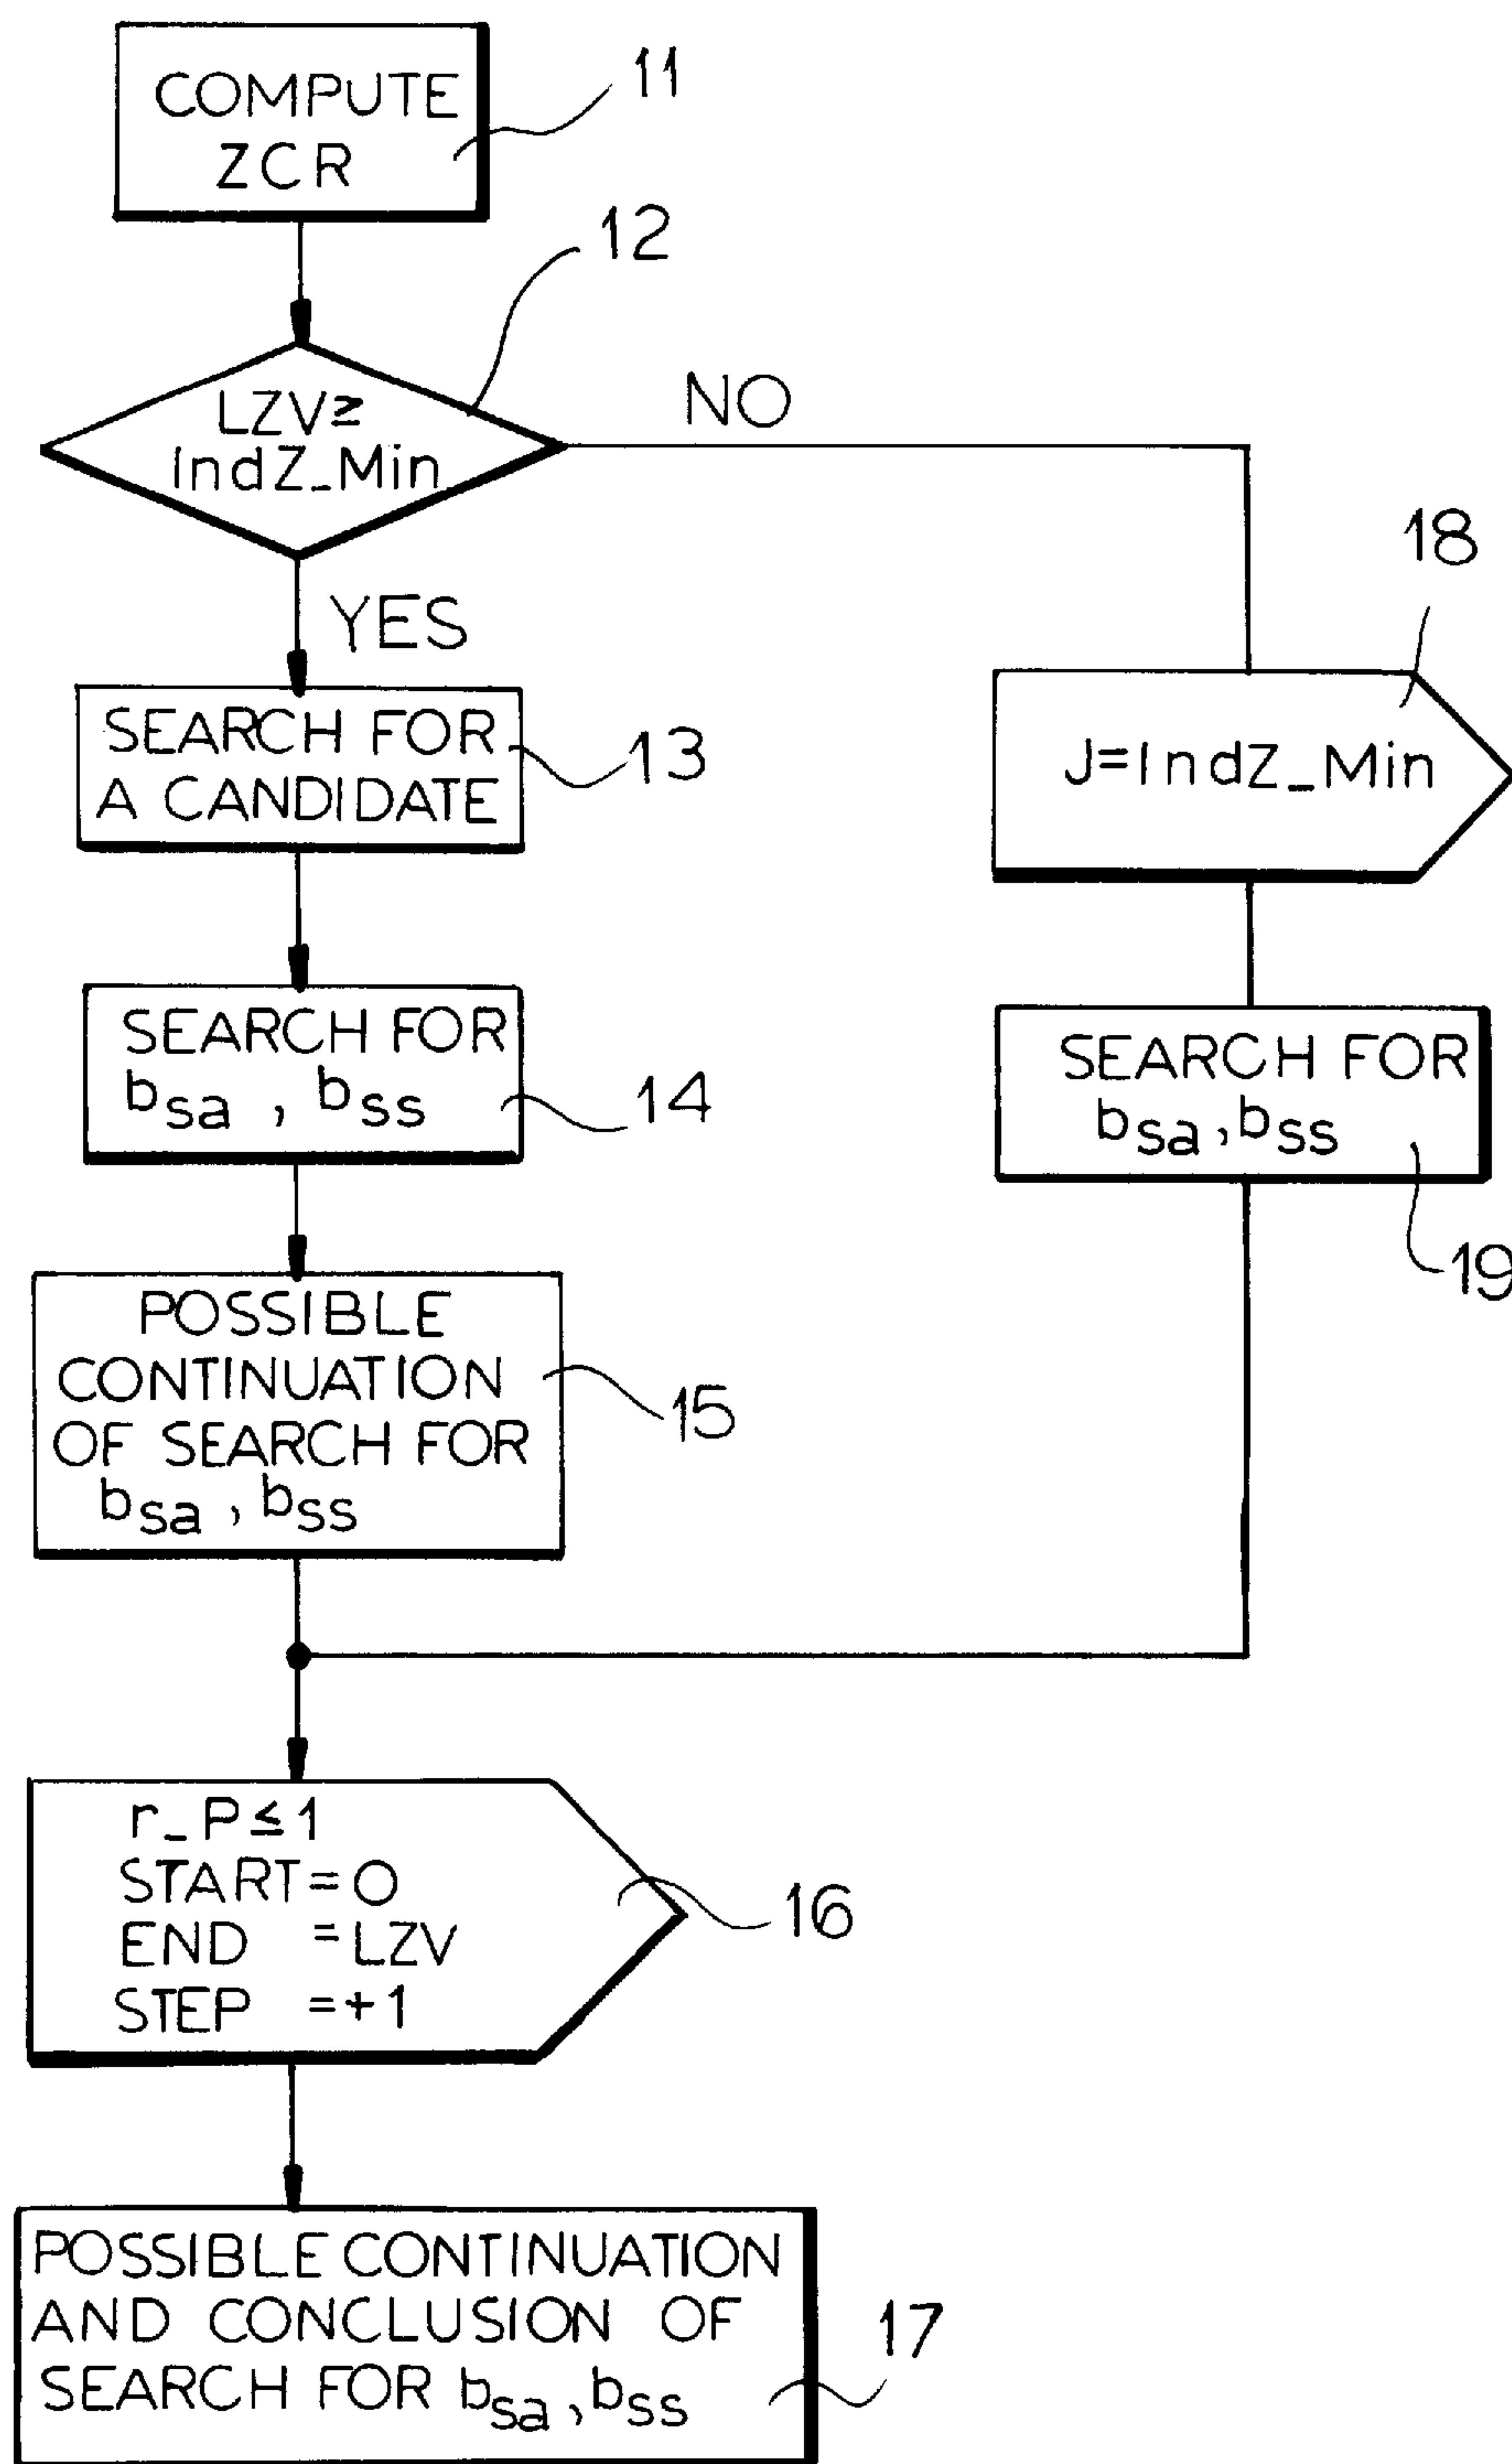 COMPUTE
ZCR
11
12
LZV≥
IndZ_Min
NO
YES
18
SEARCH FOR
A CANDIDATE
13
J=IndZ_Min
SEARCH FOR
bsa , bss
14
SEARCH FOR
bsa, bss
19
POSSIBLE
CONTINUATION
OF SEARCH FOR
bsa, bss
15
r_P≤1
START=0
END =LZV
STEP =+1
16
POSSIBLE CONTINUATION
AND CONCLUSION OF
SEARCH FOR bsa, bss
17